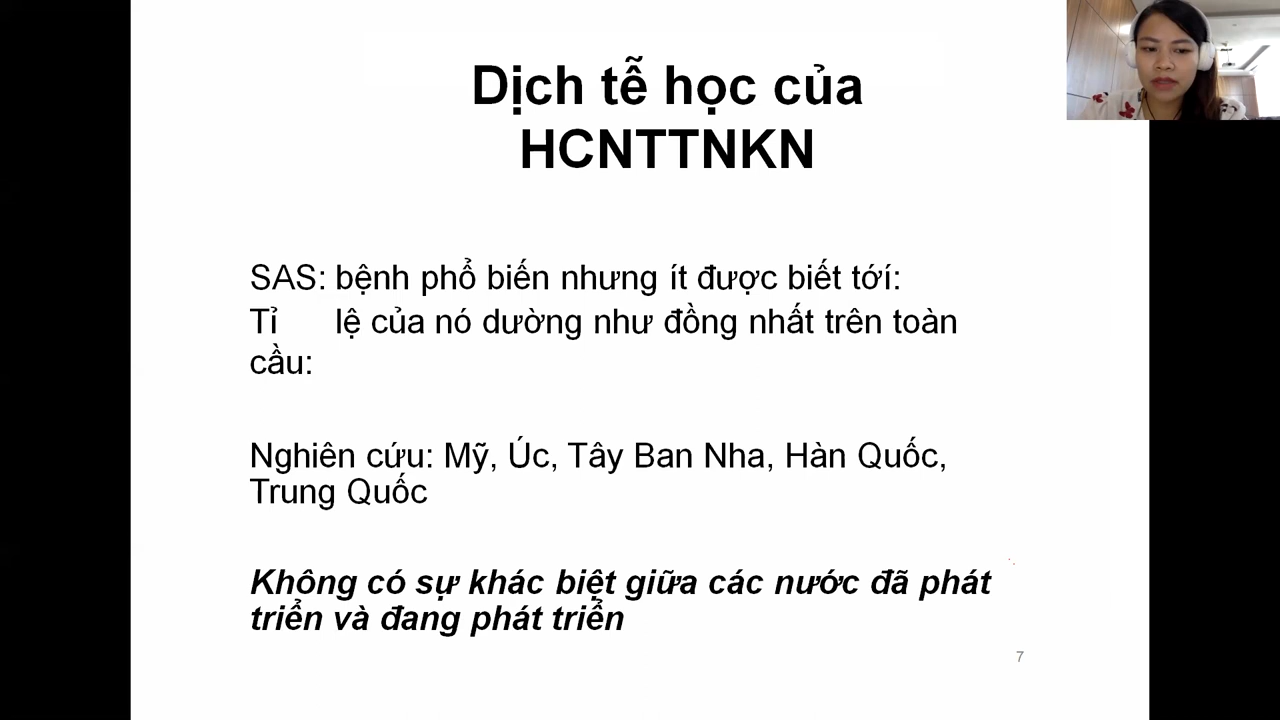 Dịch tễ học của
HCNTTNKN
SAS: bệnh phổ biến nhưng ít được biết tớí:
Tỉ lệ của nó dường như đồng nhất trên toàn
cầu:
Nghiên cứu: Mỹ, Úc, Tây Ban Nha, Hàn Quốc,
Trung Quốc
Không có sự khác biệt giữa các nước đã phát
triển và đang phát triển
7